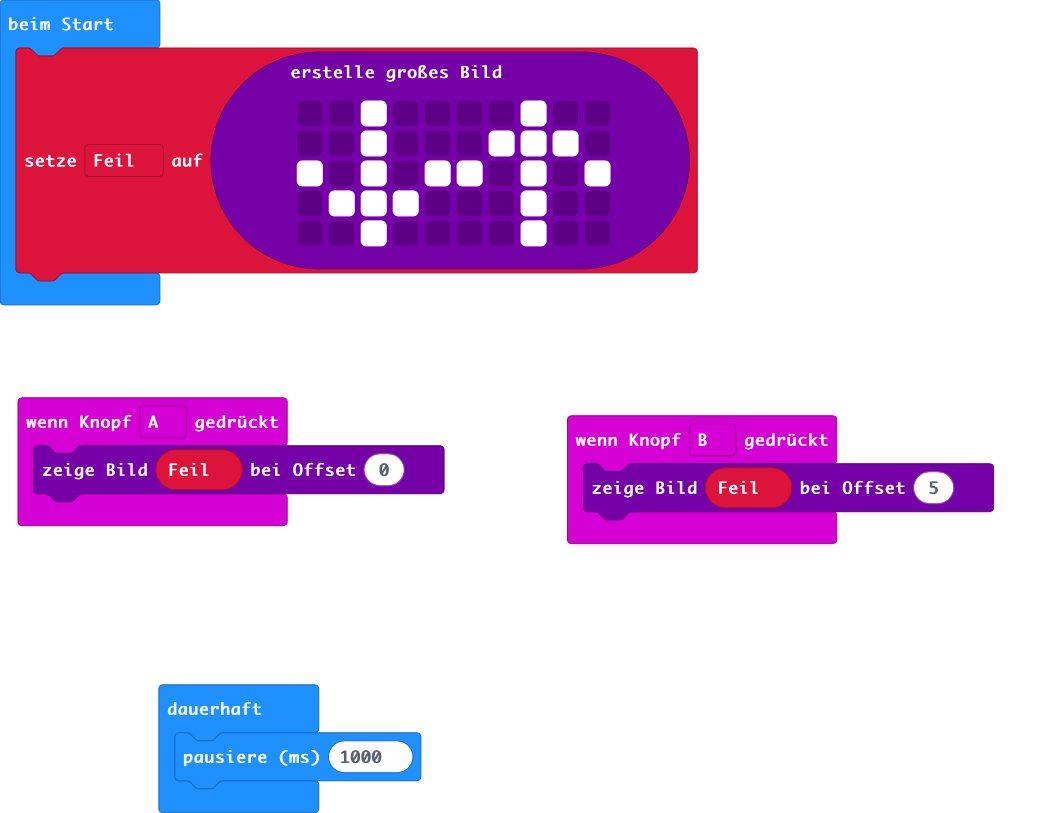 beim Start
erstelle großes Bild
setze Feil auf
wenn Knopf A gedrückt
zeige Bild Feil bei Offset 0
wenn Knopf B gedrückt
zeige Bild Feil bei Offset 5
dauerhaft
pausiere (ms) 1000